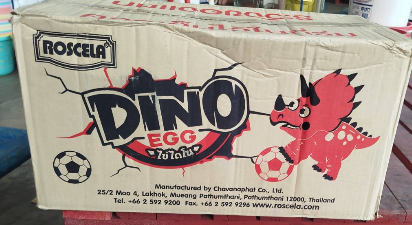 ROSCELA
DINO
EGG
ไข่ไดโน
Manufactured by Chavanaphat Co., Ltd.
25/2 Moo 4, Lakhok, Mueang Pathumthani, Pathumthani 12000, Thailand
Tel. +66 2 592 9200 Fax. +66 2 592 9296 www.roscela.com